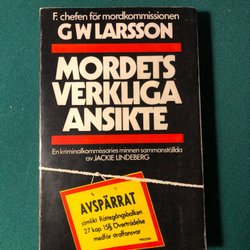 F. chefen för mordkommissionen
G W LARSSON
MORDETS
VERKLIGA
ANSIKTE
En kriminalkommissaries minnen sammanställda
av JACKIE LINDEBERG
AVSPÄRRAT
jämlikt Rättegångsbalken
27 kap 15§ Överträdelse
medför straffansvar